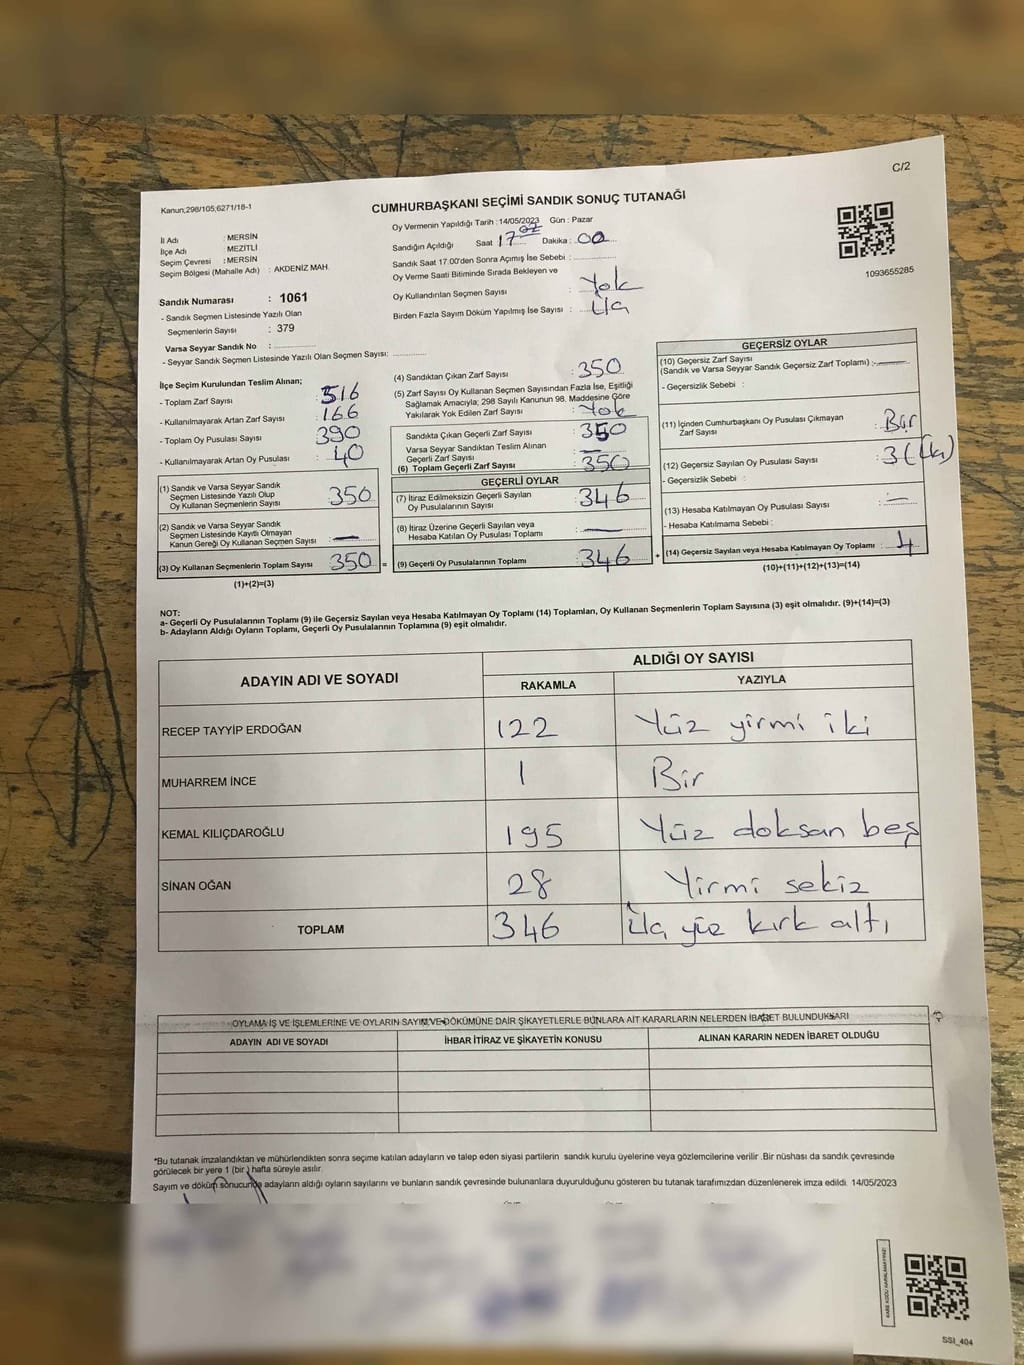 C/2
Kanun;298/105;6271/18-1
CUMHURBAŞKANI SEÇİMİ SANDIK SONUÇ TUTANAĞI
1093655285
İl Adı : MERSİN
İlçe Adı : MEZİTLİ
Seçim Çevresi : MERSİN
Seçim Bölgesi (Mahalle Adı) : AKDENİZ MAH.
Sandık Numarası : 1061
- Sandık Seçmen Listesinde Yazılı Olan
Seçmenlerin Sayısı : 379
Varsa Seyyar Sandık No : ...............
- Seyyar Sandık Seçmen Listesinde Yazılı Olan Seçmen Sayısı: ............
Oy Vermenin Yapıldığı Tarih : 14/05/2023 Gün : Pazar
Sandığın Açıldığı Saat 17 Dakika : 00
Sandık Saat 17.00'den Sonra Açımış İse Sebebi : ...............
Oy Verme Saati Bitiminde Sırada Bekleyen ve
Oy Kullandırılan Seçmen Sayısı : Yok
Birden Fazla Sayım Döküm Yapılmış İse Sayısı :
İlçe Seçim Kurulundan Teslim Alınan;
- Toplam Zarf Sayısı : 516
- Kullanılmayarak Artan Zarf Sayısı : 166
- Toplam Oy Pusulası Sayısı : 390
- Kullanılmayarak Artan Oy Pusulası : 40
(1) Sandık ve Varsa Seyyar Sandık
Seçmen Listesinde Yazılı Olup
Oy Kullanan Seçmenlerin Sayısı : 350
(2) Sandık ve Varsa Seyyar Sandık
Seçmen Listesinde Kayıtlı Olmayan
Kanun Gereği Oy Kullanan Seçmen Sayısı : —
(3) Oy Kullanan Seçmenlerin Toplam Sayısı 350 =
(1)+(2)=(3)
(4) Sandıktan Çıkan Zarf Sayısı : 350
(5) Zarf Sayısı Oy Kullanan Seçmen Sayısından Fazla İse, Eşitliği
Sağlamak Amacıyla; 298 Sayılı Kanunun 98. Maddesine Göre
Yakılarak Yok Edilen Zarf Sayısı : Yok
Sandıkta Çıkan Geçerli Zarf Sayısı : 350
Varsa Seyyar Sandıktan Teslim Alınan
Geçerli Zarf Sayısı : —
(6) Toplam Geçerli Zarf Sayısı : 350
GEÇERLİ OYLAR
(7) İtiraz Edilmeksizin Geçerli Sayılan
Oy Pusulalarının Sayısı : 346
(8) İtiraz Üzerine Geçerli Sayılan veya
Hesaba Katılan Oy Pusulası Toplamı : —
(9) Geçerli Oy Pusulalarının Toplamı : 346 +
GEÇERSİZ OYLAR
(10) Geçersiz Zarf Sayısı
(Sandık ve Varsa Seyyar Sandık Geçersiz Zarf Toplamı) : —
- Geçersizlik Sebebi :
(11) İçinden Cumhurbaşkanı Oy Pusulası Çıkmayan
Zarf Sayısı : Bir
(12) Geçersiz Sayılan Oy Pusulası Sayısı : 3
- Geçersizlik Sebebi :
(13) Hesaba Katılmayan Oy Pusulası Sayısı : —
- Hesaba Katılmama Sebebi :
(14) Geçersiz Sayılan veya Hesaba Katılmayan Oy Toplamı : 4
(10)+(11)+(12)+(13)=(14)
NOT:
a- Geçerli Oy Pusulalarının Toplamı (9) ile Geçersiz Sayılan veya Hesaba Katılmayan Oy Toplamı (14) Toplamları, Oy Kullanan Seçmenlerin Toplam Sayısına (3) eşit olmalıdır. (9)+(14)=(3)
b- Adayların Aldığı Oyların Toplamı, Geçerli Oy Pusulalarının Toplamına (9) eşit olmalıdır.
ADAYIN ADI VE SOYADI ALDIĞI OY SAYISI
RAKAMLA YAZIYLA
RECEP TAYYİP ERDOĞAN 122 Yüz yirmi iki
MUHARREM İNCE 1 Bir
KEMAL KILIÇDAROĞLU 195 Yüz doksan beş
SİNAN OĞAN 28 Yirmi sekiz
TOPLAM 346 Üç yüz kırk altı
OYLAMA İŞ VE İŞLEMLERİNE VE OYLARIN SAYIM VE DÖKÜMÜNE DAİR ŞİKAYETLERLE BUNLARA AİT KARARLARIN NELERDEN İBARET BULUNDUKLARI
ADAYIN ADI VE SOYADI İHBAR İTİRAZ VE ŞİKAYETİN KONUSU ALINAN KARARIN NEDEN İBARET OLDUĞU
*Bu tutanak imzalandıktan ve mühürlendikten sonra seçime katılan adayların ve talep eden siyasi partilerin sandık kurulu üyelerine veya gözlemcilerine verilir .Bir nüshası da sandık çevresinde
görülecek bir yere 1 (bir ) hafta süreyle asılır.
Sayım ve döküm sonucunda adayların aldığı oyların sayılarını ve bunların sandık çevresinde bulunanlara duyurulduğunu gösteren bu tutanak tarafımızdan düzenlenerek imza edildi. 14/05/2023
SSI_404